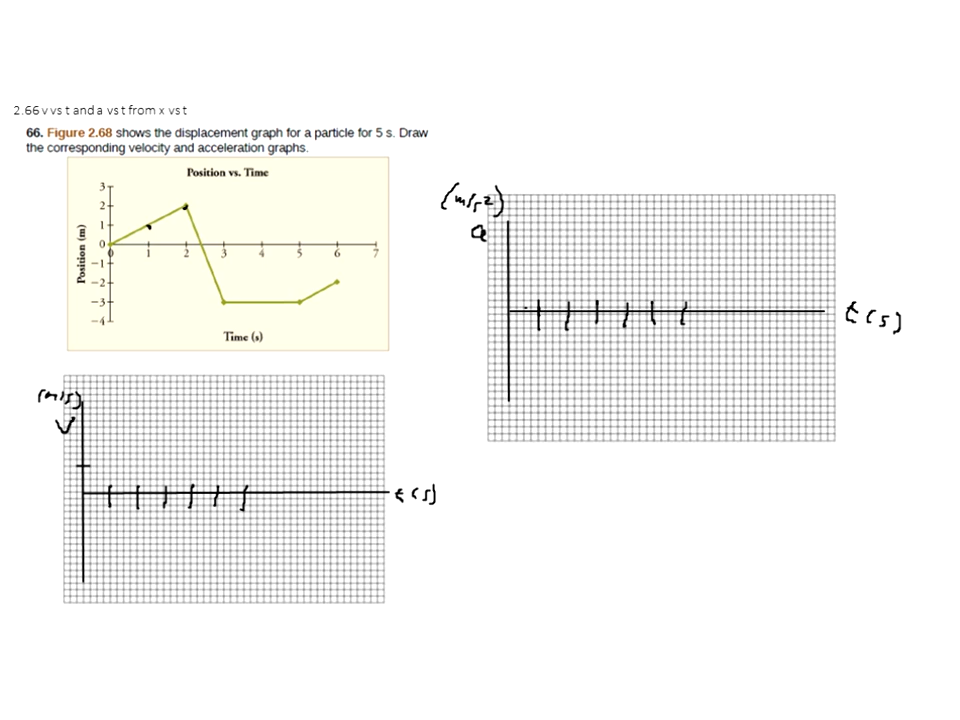 2.66 v vs t and a vs t from x vs t
66. Figure 2.68 shows the displacement graph for a particle for 5 s. Draw
the corresponding velocity and acceleration graphs.
Position vs. Time
Position (m)
3
2
1
0
−1
−2
−3
−4
0 1 2 3 4 5 6 7
Time (s)
(m/s²)
a
t(s)
(m/s)
V
t(s)